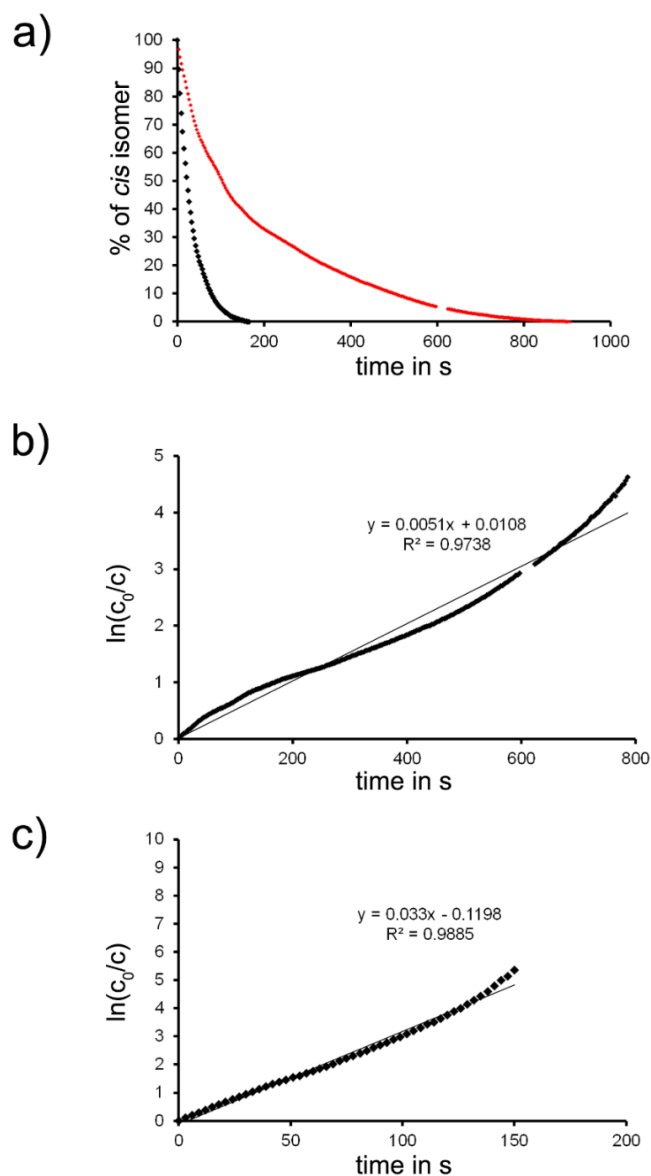 a)
% of cis isomer
100
90
80
70
60
50
40
30
20
10
0
0 200 400 600 800 1000
time in s
b)
ln(c₀/c)
5
4
3
2
1
0
y = 0.0051x + 0.0108
R² = 0.9738
0 200 400 600 800
time in s
c)
ln(c₀/c)
10
9
8
7
6
5
4
3
2
1
0
y = 0.033x - 0.1198
R² = 0.9885
0 50 100 150 200
time in s